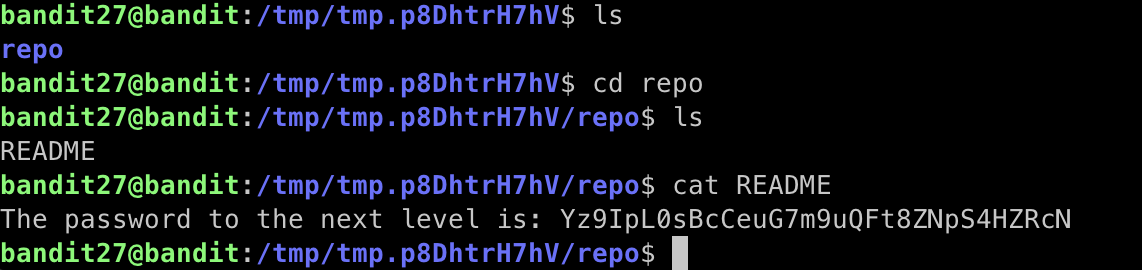 bandit27@bandit:/tmp/tmp.p8DhtrH7hV$ ls
repo
bandit27@bandit:/tmp/tmp.p8DhtrH7hV$ cd repo
bandit27@bandit:/tmp/tmp.p8DhtrH7hV/repo$ ls
README
bandit27@bandit:/tmp/tmp.p8DhtrH7hV/repo$ cat README
The password to the next level is: Yz9IpL0sBcCeuG7m9uQFt8ZNpS4HZRcN
bandit27@bandit:/tmp/tmp.p8DhtrH7hV/repo$